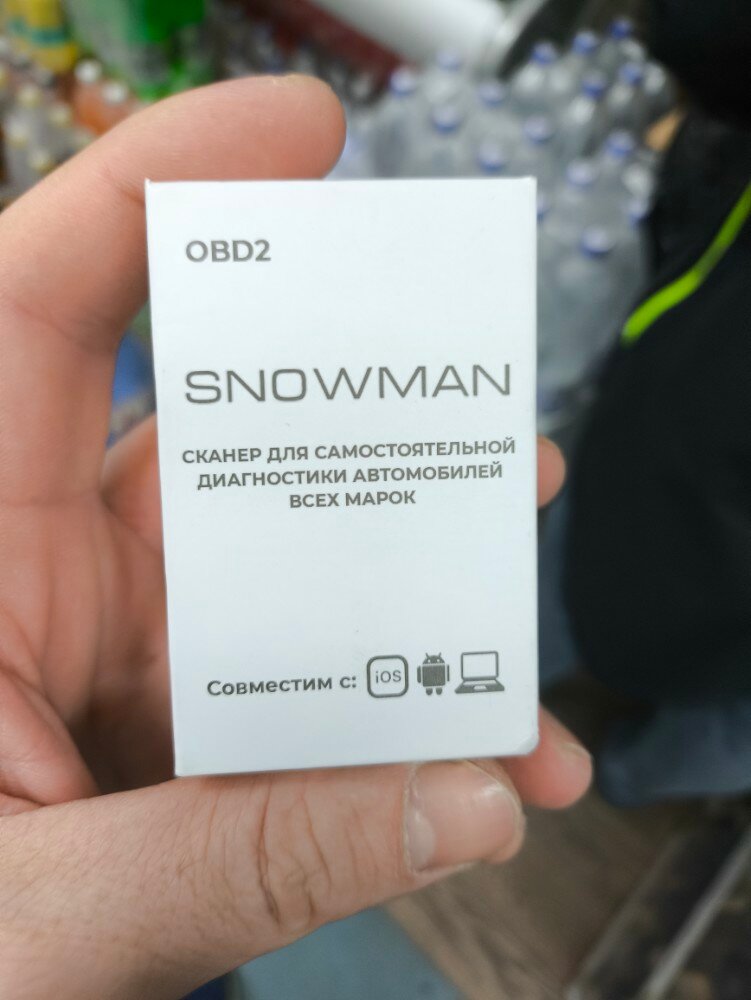 OBD2
SNOWMAN
СКАНЕР ДЛЯ САМОСТОЯТЕЛЬНОЙ
ДИАГНОСТИКИ АВТОМОБИЛЕЙ
ВСЕХ МАРОК
Совместим с: iOS